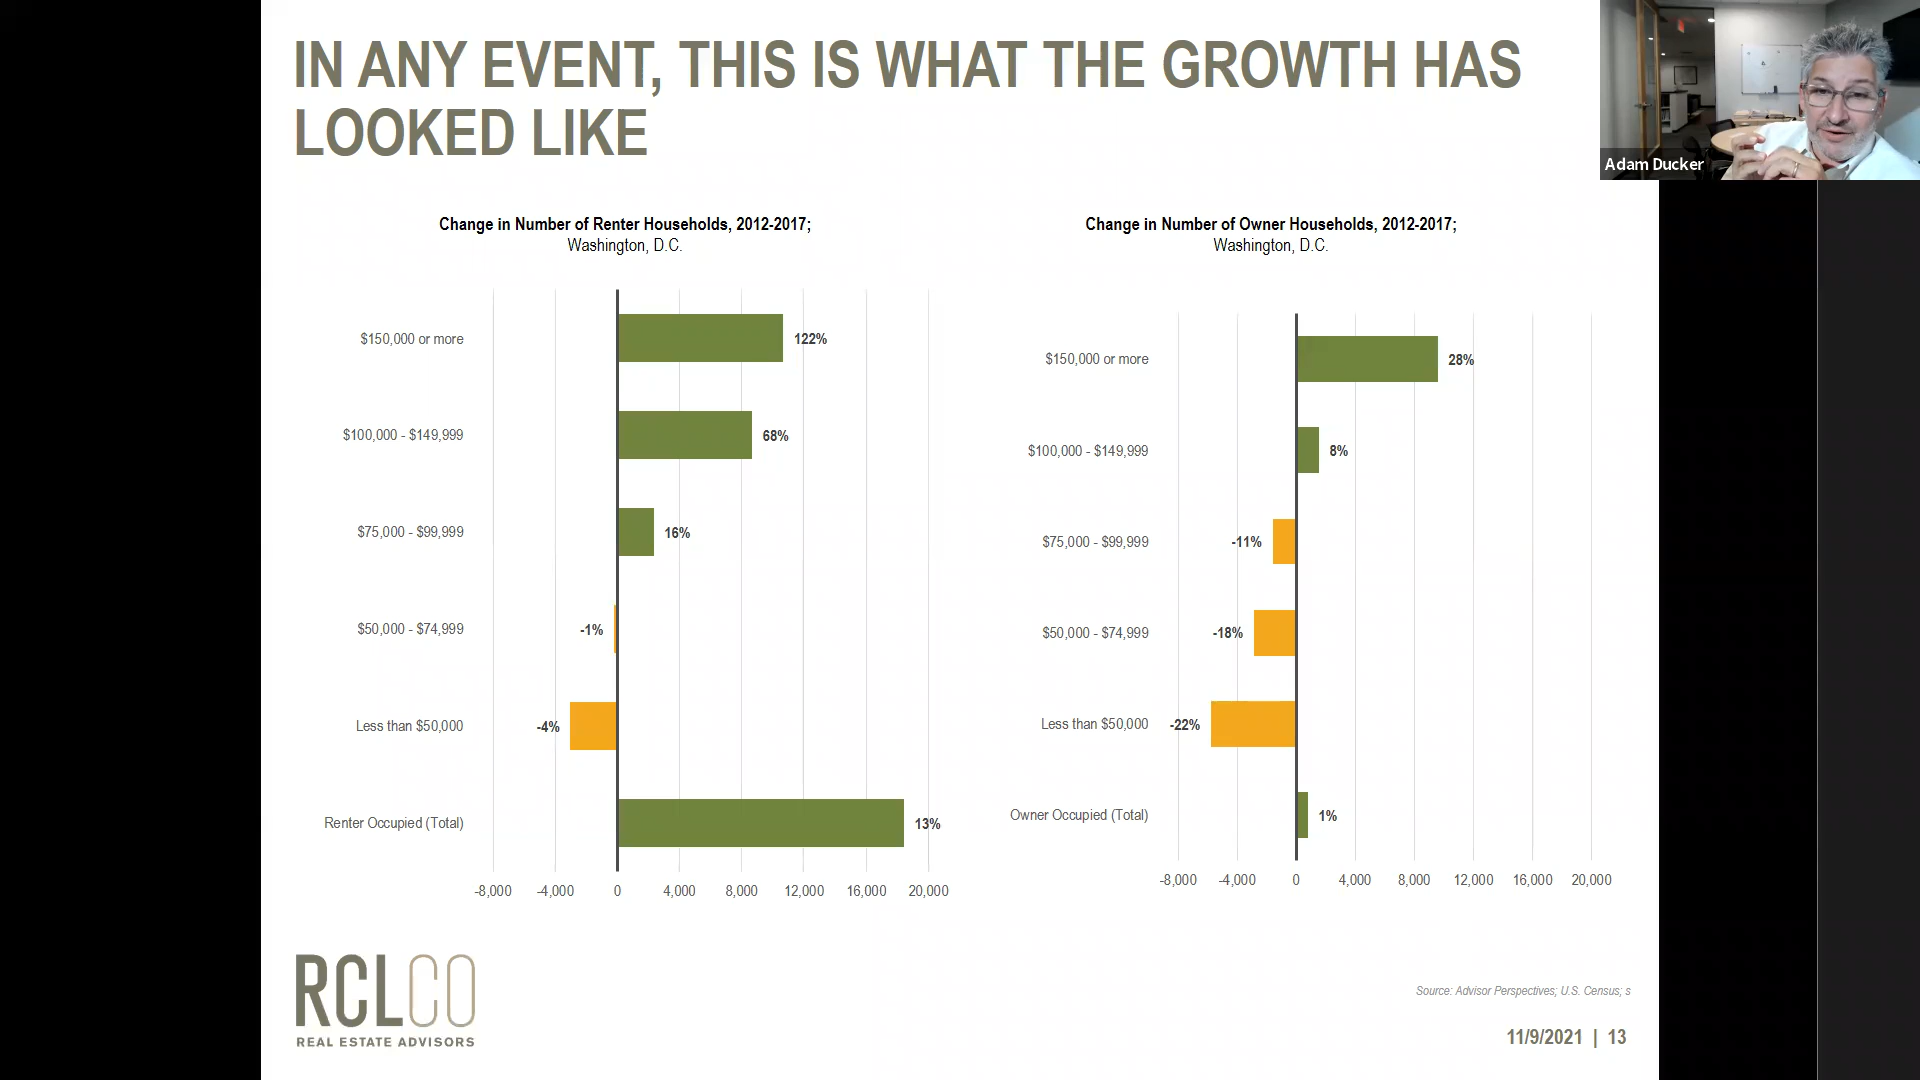 IN ANY EVENT, THIS IS WHAT THE GROWTH HAS
LOOKED LIKE
Adam Ducker
Change in Number of Renter Households, 2012-2017;
Washington, D.C.
$150,000 or more
122%
$100,000 - $149,999
68%
$75,000 - $99,999
16%
$50,000 - $74,999
-1%
Less than $50,000
-4%
Renter Occupied (Total)
13%
-8,000 -4,000 0 4,000 8,000 12,000 16,000 20,000
Change in Number of Owner Households, 2012-2017;
Washington, D.C.
$150,000 or more
28%
$100,000 - $149,999
8%
$75,000 - $99,999
-11%
$50,000 - $74,999
-18%
Less than $50,000
-22%
Owner Occupied (Total)
1%
-8,000 -4,000 0 4,000 8,000 12,000 16,000 20,000
RCLCO
REAL ESTATE ADVISORS
Source: Advisor Perspectives; U.S. Census; s
11/9/2021 | 13